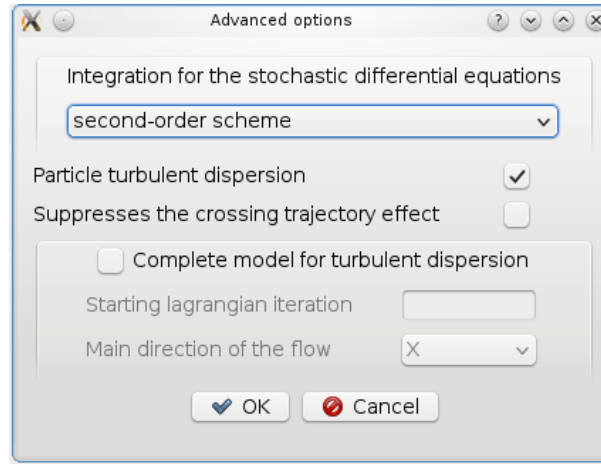 Advanced options
Integration for the stochastic differential equations
second-order scheme
Particle turbulent dispersion
Suppresses the crossing trajectory effect
Complete model for turbulent dispersion
Starting lagrangian iteration
Main direction of the flow X
OK Cancel